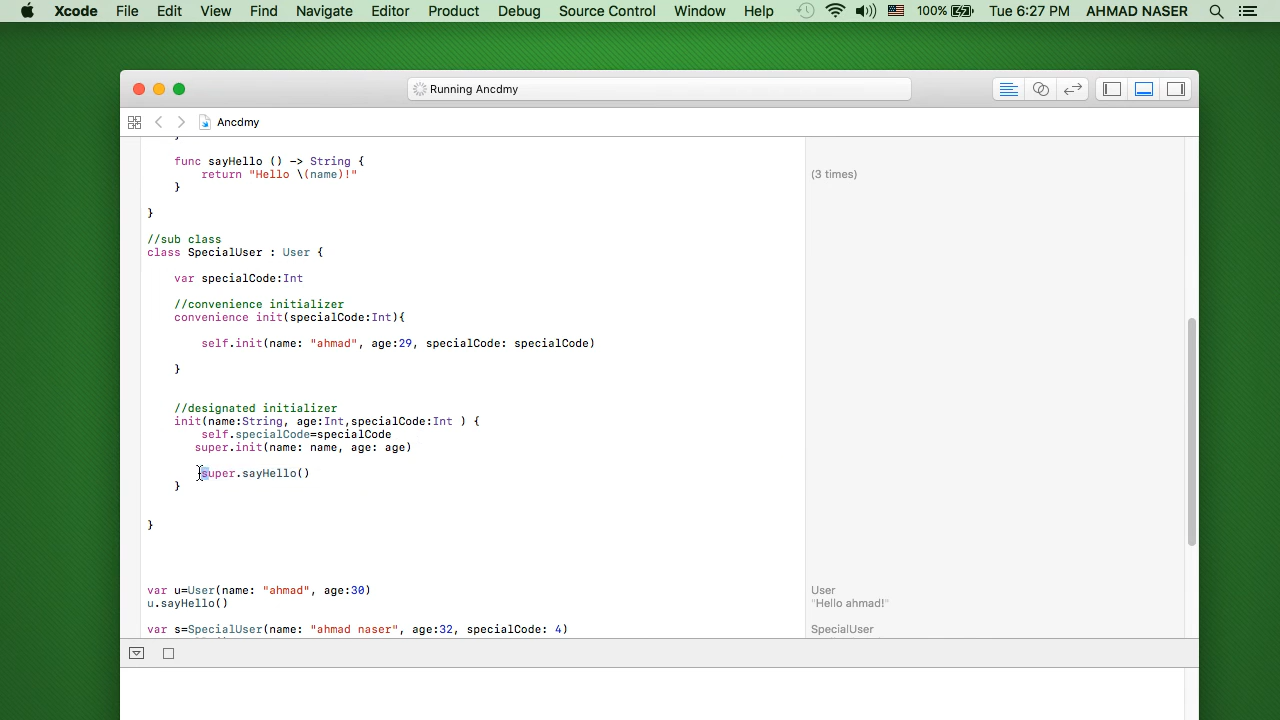 Xcode File Edit View Find Navigate Editor Product Debug Source Control Window Help 100% Tue 6:27 PM AHMAD NASER
Running Ancdmy
Ancdmy
func sayHello () -> String {
return "Hello \(name)!" (3 times)
}
}
//sub class
class SpecialUser : User {
var specialCode:Int
//convenience initializer
convenience init(specialCode:Int){
self.init(name: "ahmad", age:29, specialCode: specialCode)
}
//designated initializer
init(name:String, age:Int,specialCode:Int ) {
self.specialCode=specialCode
super.init(name: name, age: age)
super.sayHello()
}
}
var u=User(name: "ahmad", age:30) User
u.sayHello() "Hello ahmad!"
var s=SpecialUser(name: "ahmad naser", age:32, specialCode: 4) SpecialUser